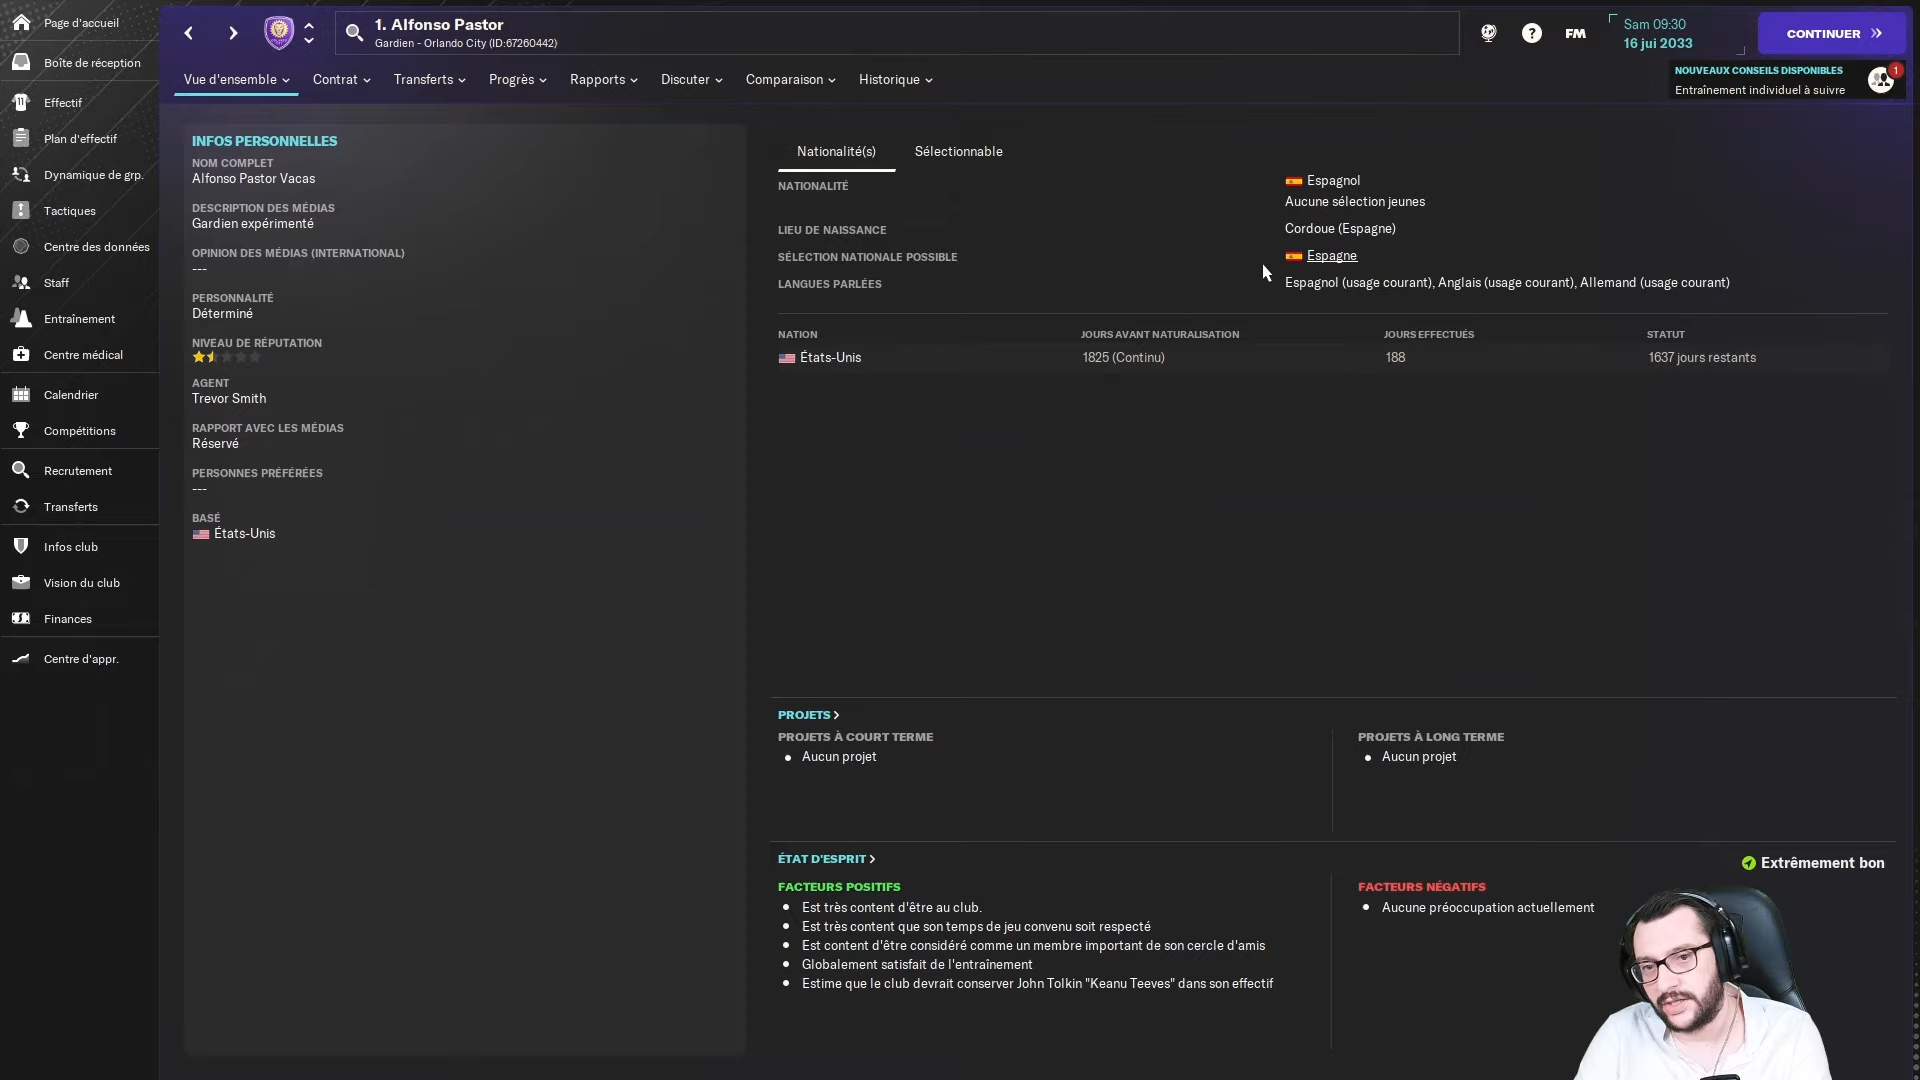 Page d'accueil
Boîte de réception
Effectif
Plan d'effectif
Dynamique de grp.
Tactiques
Centre des données
Staff
Entraînement
Centre médical
Calendrier
Compétitions
Recrutement
Transferts
Infos club
Vision du club
Finances
Centre d'appr.
1. Alfonso Pastor
Gardien - Orlando City (ID:67260442)
FM
Sam 09:30
16 jui 2033
CONTINUER
Vue d'ensemble
Contrat
Transferts
Progrès
Rapports
Discuter
Comparaison
Historique
NOUVEAUX CONSEILS DISPONIBLES
Entraînement individuel à suivre
1
INFOS PERSONNELLES
NOM COMPLET
Alfonso Pastor Vacas
DESCRIPTION DES MÉDIAS
Gardien expérimenté
OPINION DES MÉDIAS (INTERNATIONAL)
---
PERSONNALITÉ
Déterminé
NIVEAU DE RÉPUTATION
AGENT
Trevor Smith
RAPPORT AVEC LES MÉDIAS
Réservé
PERSONNES PRÉFÉRÉES
---
BASÉ
États-Unis
Nationalité(s)
Sélectionnable
NATIONALITÉ
Espagnol
Aucune sélection jeunes
LIEU DE NAISSANCE
Cordoue (Espagne)
SÉLECTION NATIONALE POSSIBLE
Espagne
LANGUES PARLÉES
Espagnol (usage courant), Anglais (usage courant), Allemand (usage courant)
NATION JOURS AVANT NATURALISATION JOURS EFFECTUÉS STATUT
États-Unis 1825 (Continu) 188 1637 jours restants
PROJETS
PROJETS À COURT TERME
Aucun projet
PROJETS À LONG TERME
Aucun projet
ÉTAT D'ESPRIT
Extrêmement bon
FACTEURS POSITIFS
Est très content d'être au club.
Est très content que son temps de jeu convenu soit respecté
Est content d'être considéré comme un membre important de son cercle d'amis
Globalement satisfait de l'entraînement
Estime que le club devrait conserver John Tolkin "Keanu Teeves" dans son effectif
FACTEURS NÉGATIFS
Aucune préoccupation actuellement